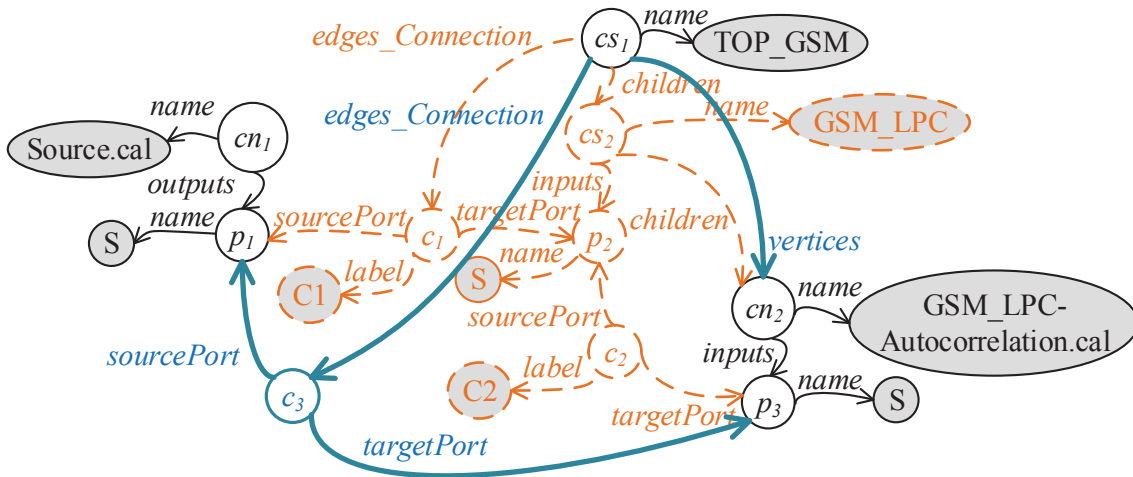 edges_Connection
cs1
name
TOP_GSM
children
name
edges_Connection
cs2
GSM_LPC
name
cn1
Source.cal
outputs
inputs
name
sourcePort
targetPort
children
S
p1
c1
p2
vertices
name
label
S
C1
name
cn2
GSM_LPC-
Autocorrelation.cal
sourcePort
sourcePort
inputs
label
c2
c3
C2
name
p3
S
targetPort
targetPort